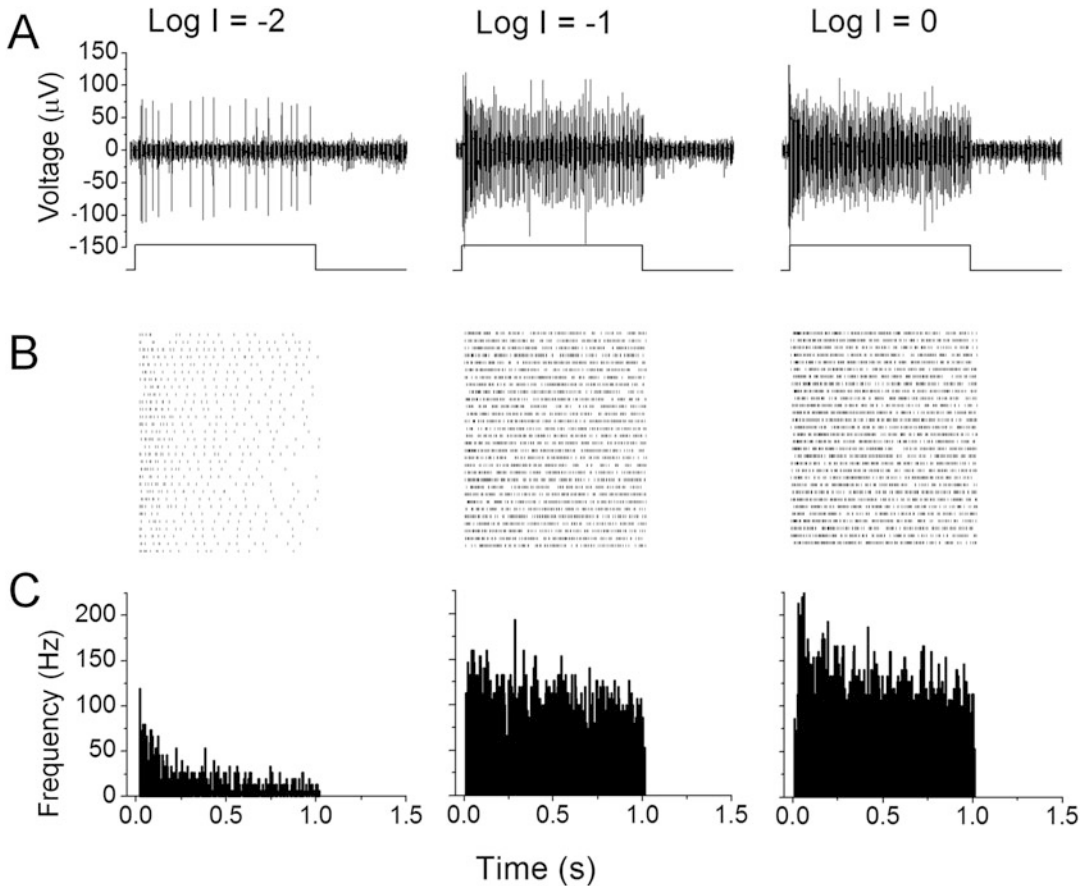 A
Log I = -2 Log I = -1 Log I = 0
Voltage (μV)
150
100
50
0
-50
-100
-150
B
C
Frequency (Hz)
200
150
100
50
0
0.0 0.5 1.0 1.5 0.0 0.5 1.0 1.5 0.0 0.5 1.0 1.5
Time (s)